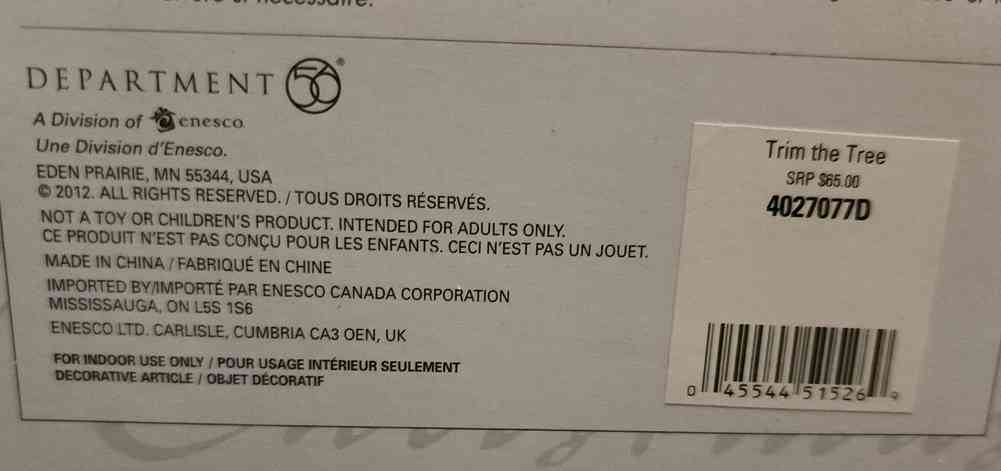 DEPARTMENT 56®
A Division of enesco
Une Division d'Enesco.
EDEN PRAIRIE, MN 55344, USA
© 2012. ALL RIGHTS RESERVED. / TOUS DROITS RÉSERVÉS.
NOT A TOY OR CHILDREN'S PRODUCT. INTENDED FOR ADULTS ONLY.
CE PRODUIT N'EST PAS CONÇU POUR LES ENFANTS. CECI N'EST PAS UN JOUET.
MADE IN CHINA / FABRIQUÉ EN CHINE
IMPORTED BY/IMPORTÉ PAR ENESCO CANADA CORPORATION
MISSISSAUGA, ON L5S 1S6
ENESCO LTD. CARLISLE, CUMBRIA CA3 OEN, UK
FOR INDOOR USE ONLY / POUR USAGE INTÉRIEUR SEULEMENT
DECORATIVE ARTICLE / OBJET DÉCORATIF
Trim the Tree
SRP $65.00
4027077D
0 45544 51526 9